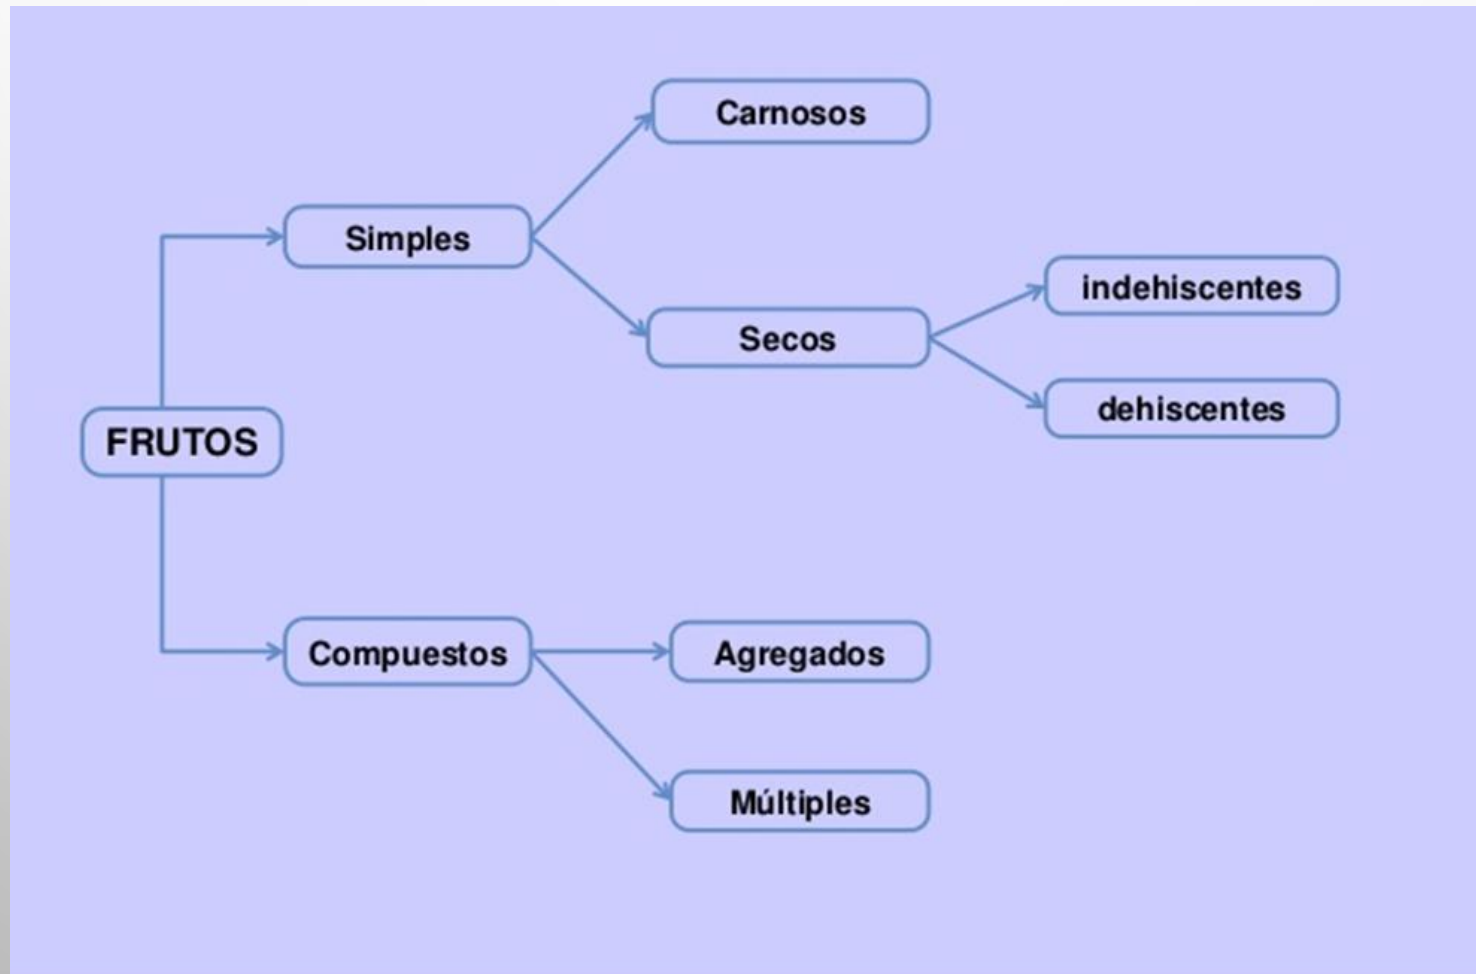 Carnosos
Simples
indehiscentes
Secos
dehiscentes
FRUTOS
Compuestos
Agregados
Múltiples